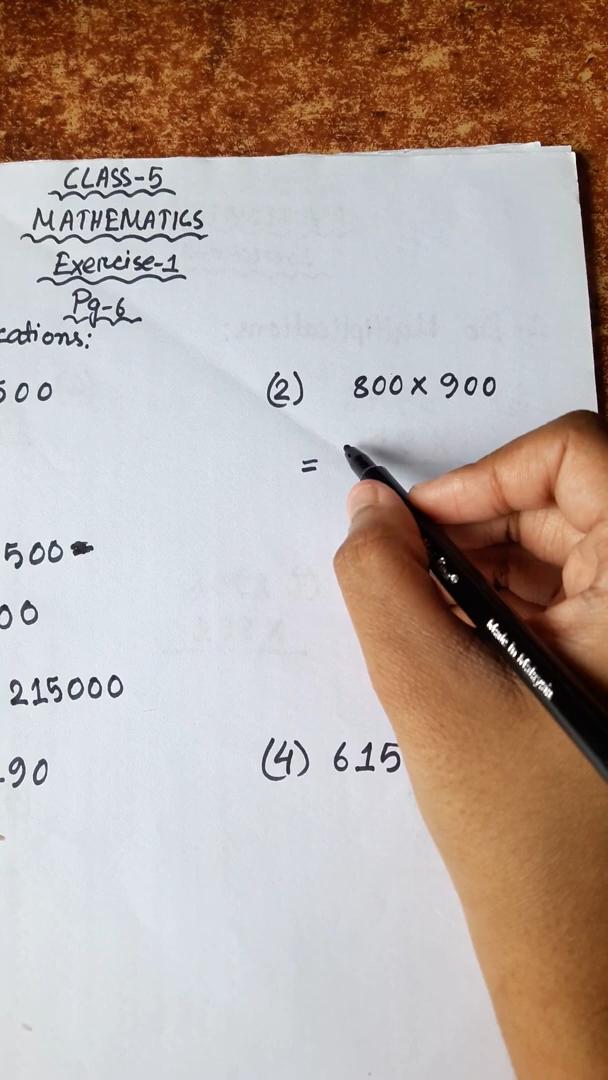 CLASS-5
MATHEMATICS
Exercise-1
Pg-6
cations:
500
(2) 800 × 900
=
500
00
215000
-90
(4) 615
Made in Malaysia